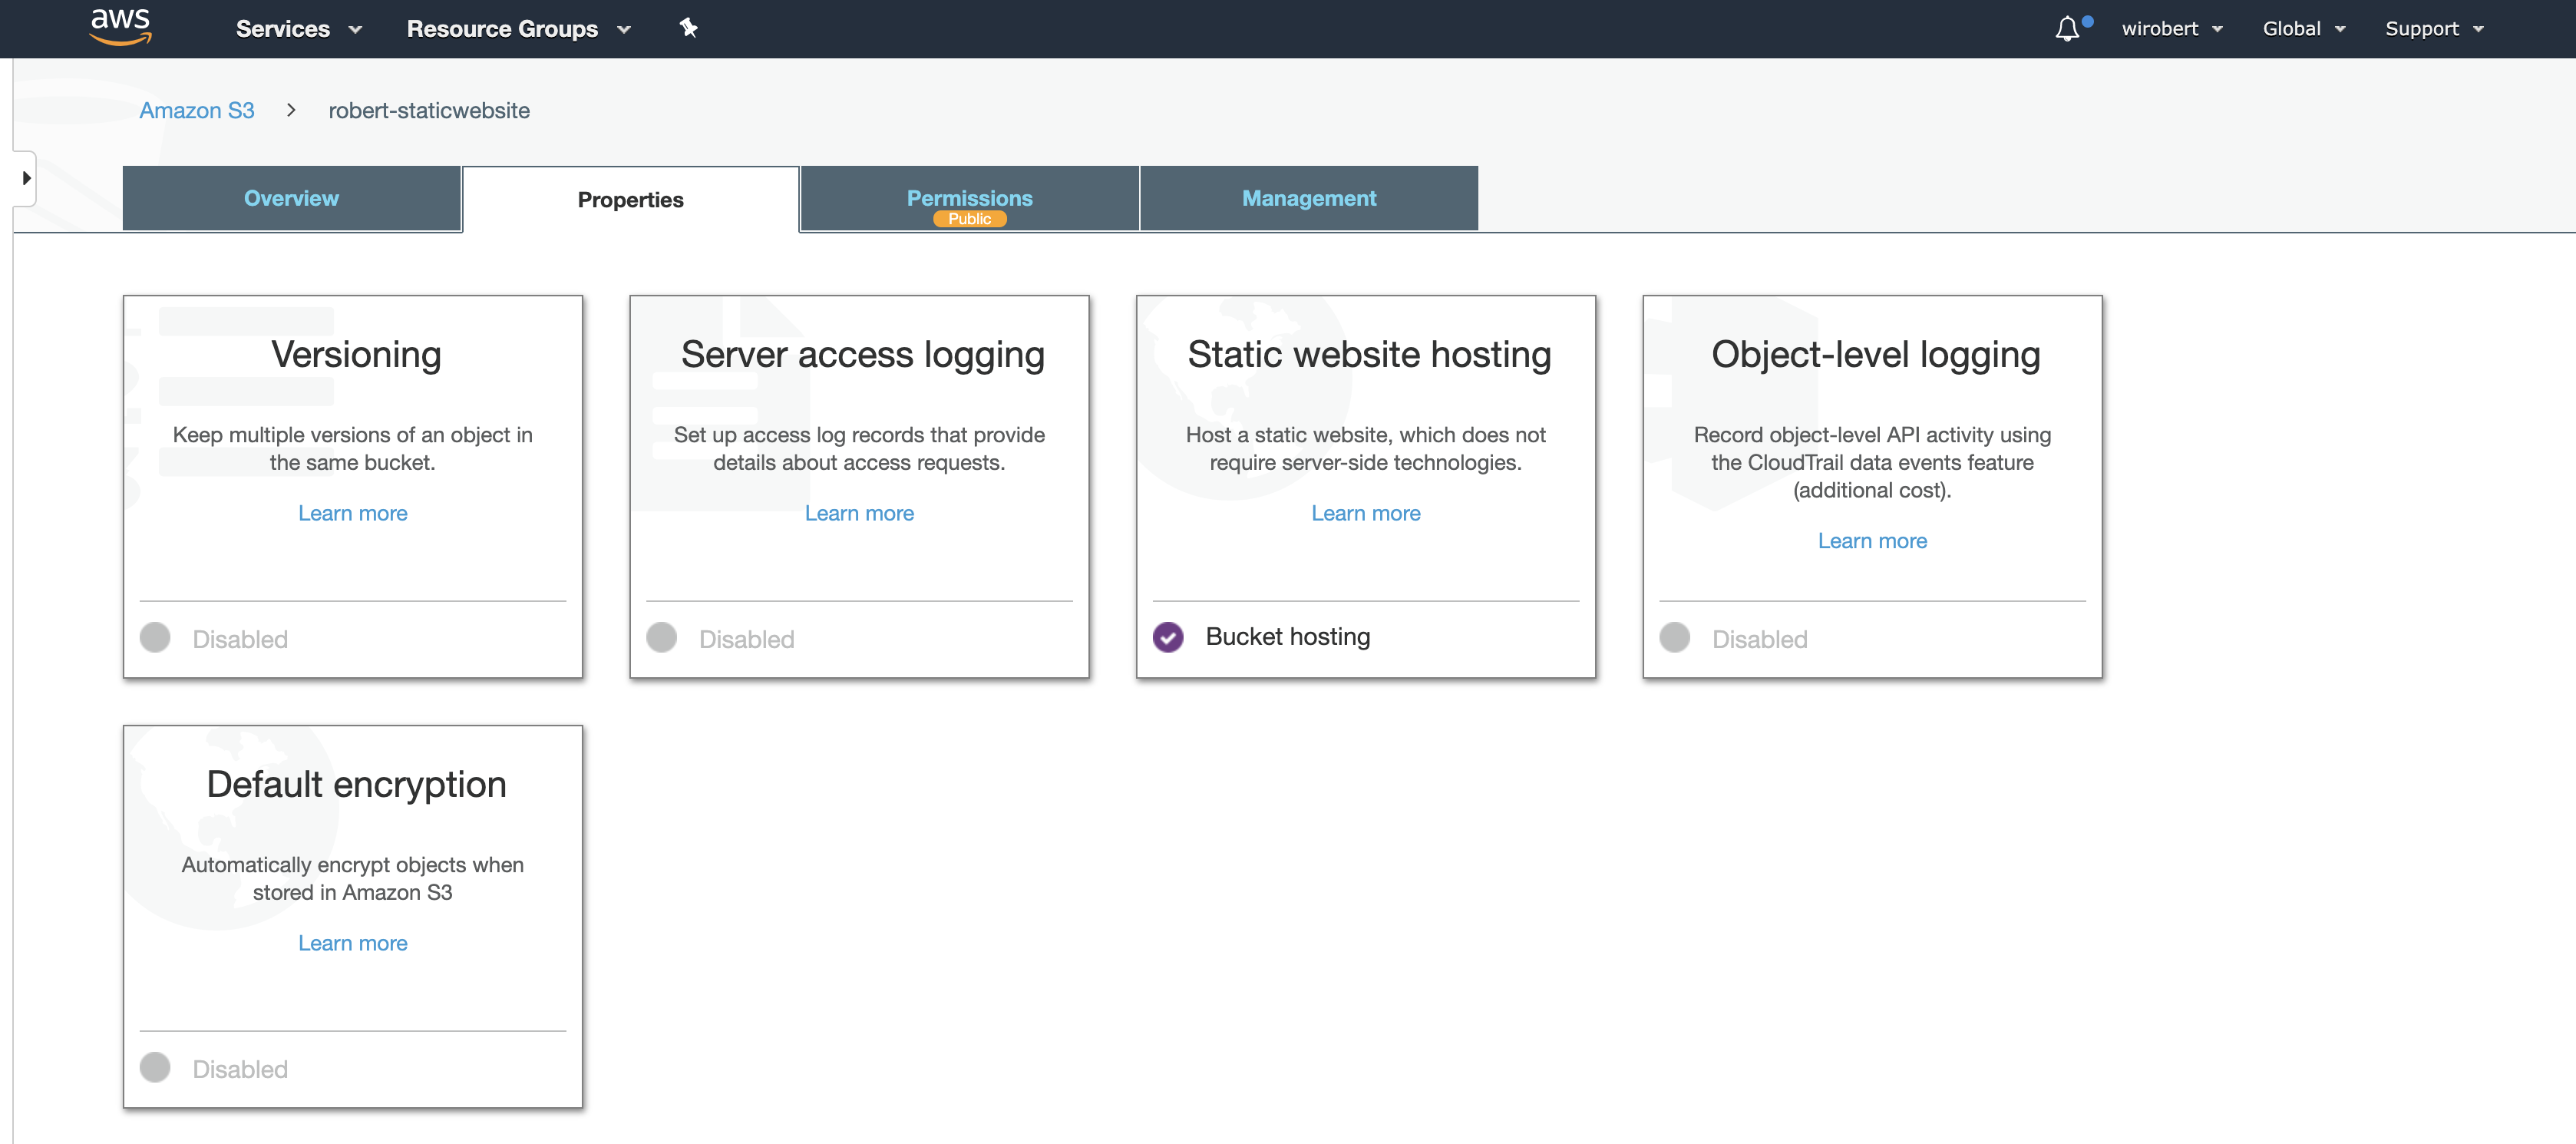 aws Services Resource Groups wirobert Global Support
Amazon S3 > robert-staticwebsite
Overview Properties Permissions Management
Public
Versioning
Keep multiple versions of an object in
the same bucket.
Learn more
Disabled
Server access logging
Set up access log records that provide
details about access requests.
Learn more
Disabled
Static website hosting
Host a static website, which does not
require server-side technologies.
Learn more
Bucket hosting
Object-level logging
Record object-level API activity using
the CloudTrail data events feature
(additional cost).
Learn more
Disabled
Default encryption
Automatically encrypt objects when
stored in Amazon S3
Learn more
Disabled